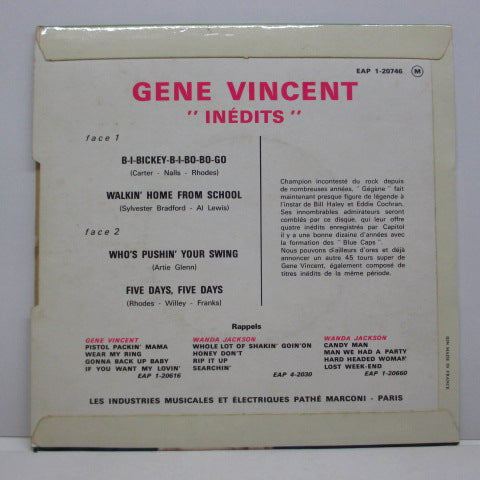 EAP 1-20746 M
GENE VINCENT
" INÉDITS "
face 1
B-I-BICKEY-B-I-BO-BO-GO
(Carter - Nalls - Rhodes)
WALKIN' HOME FROM SCHOOL
(Sylvester Bradford - Al Lewis)
face 2
WHO'S PUSHIN' YOUR SWING
(Artie Glenn)
FIVE DAYS, FIVE DAYS
(Rhodes - Willey - Franks)
Champion incontesté du rock depuis
de nombreuses années, " Gégène " fait
maintenant presque figure de légende à
l'instar de Bill Haley et Eddie Cochran.
Ses innombrables admirateurs seront
comblés par ce disque, qui leur offre
quatre inédits enregistrés par Capitol
il y a une bonne dizaine d'années avec
la formation des " Blue Caps ".
Nous pouvons d'ailleurs d'ores et déjà
annoncer un autre 45 tours super de
Gene Vincent, également composé de
titres inédits de la même période.
Rappels
GENE VINCENT
PISTOL PACKIN' MAMA
WEAR MY RING
GONNA BACK UP BABY
IF YOU WANT MY LOVIN'
EAP 1-20616
WANDA JACKSON
WHOLE LOT OF SHAKIN' GOIN'ON
HONEY DON'T
RIP IT UP
SEARCHIN'
EAP 4-2030
WANDA JACKSON
CANDY MAN
MAN WE HAD A PARTY
HARD HEADED WOMAN
LOST WEEK-END
EAP 1-20660
LES INDUSTRIES MUSICALES ET ÉLECTRIQUES PATHÉ MARCONI - PARIS
MADE IN FRANCE